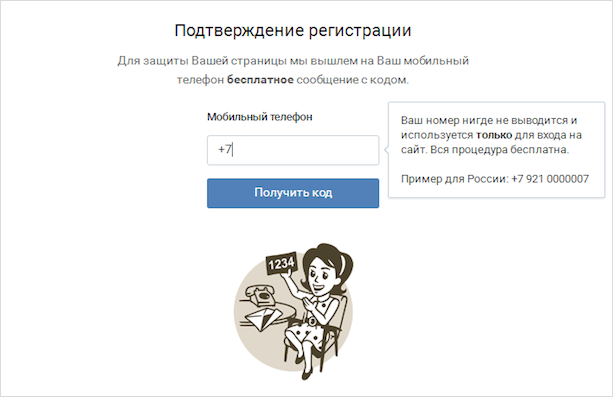 Подтверждение регистрации
Для защиты Вашей страницы мы вышлем на Ваш мобильный
телефон бесплатное сообщение с кодом.
Мобильный телефон
+7
Получить код
Ваш номер нигде не выводится и
используется только для входа на
сайт. Вся процедура бесплатна.
Пример для России: +7 921 0000007
1234